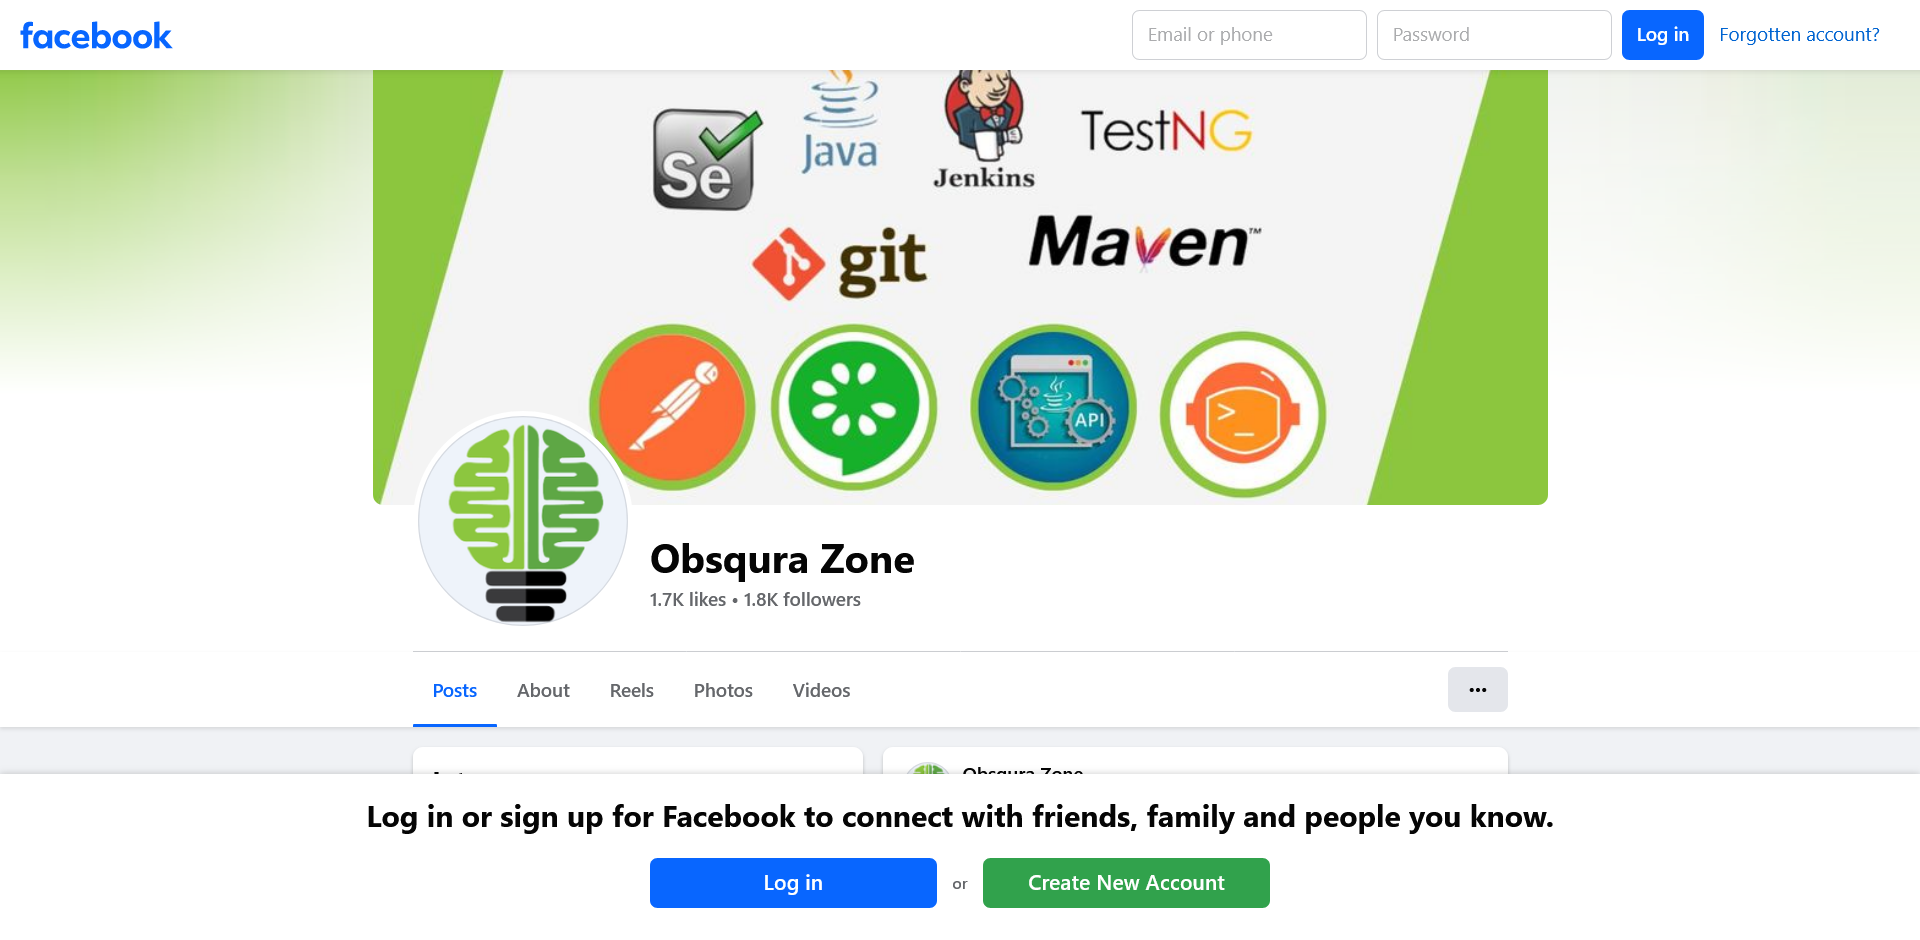 facebook
Email or phone
Password
Log in
Forgotten account?
Se
Java
Jenkins
TestNG
git
Maven™
API
>_
Obsqura Zone
1.7K likes • 1.8K followers
Posts
About
Reels
Photos
Videos
Obsqura Zone
Log in or sign up for Facebook to connect with friends, family and people you know.
Log in
or
Create New Account